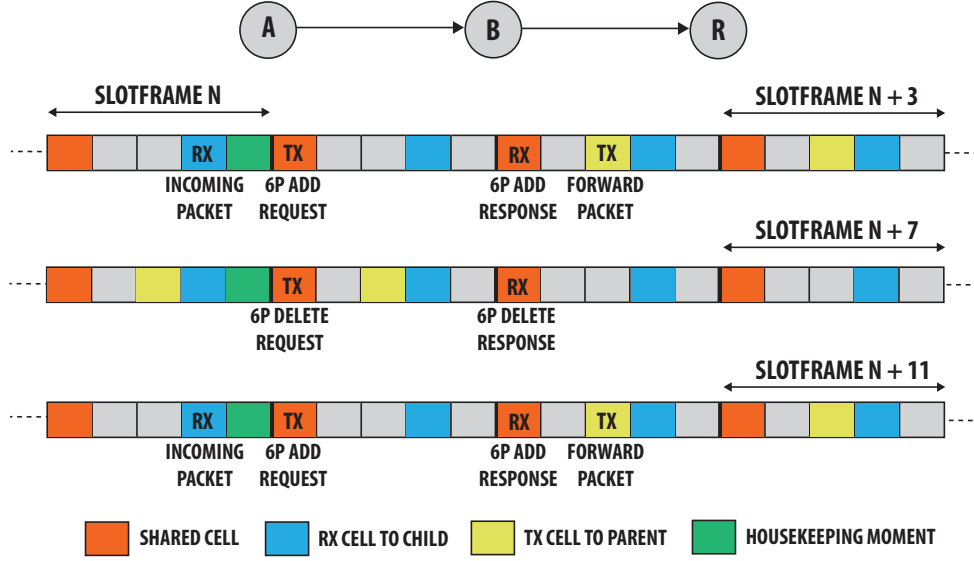 A B R
SLOTFRAME N SLOTFRAME N + 3
RX TX RX TX
INCOMING 6P ADD 6P ADD FORWARD
PACKET REQUEST RESPONSE PACKET
SLOTFRAME N + 7
TX RX
6P DELETE 6P DELETE
REQUEST RESPONSE
SLOTFRAME N + 11
RX TX RX TX
INCOMING 6P ADD 6P ADD FORWARD
PACKET REQUEST RESPONSE PACKET
SHARED CELL RX CELL TO CHILD TX CELL TO PARENT HOUSEKEEPING MOMENT